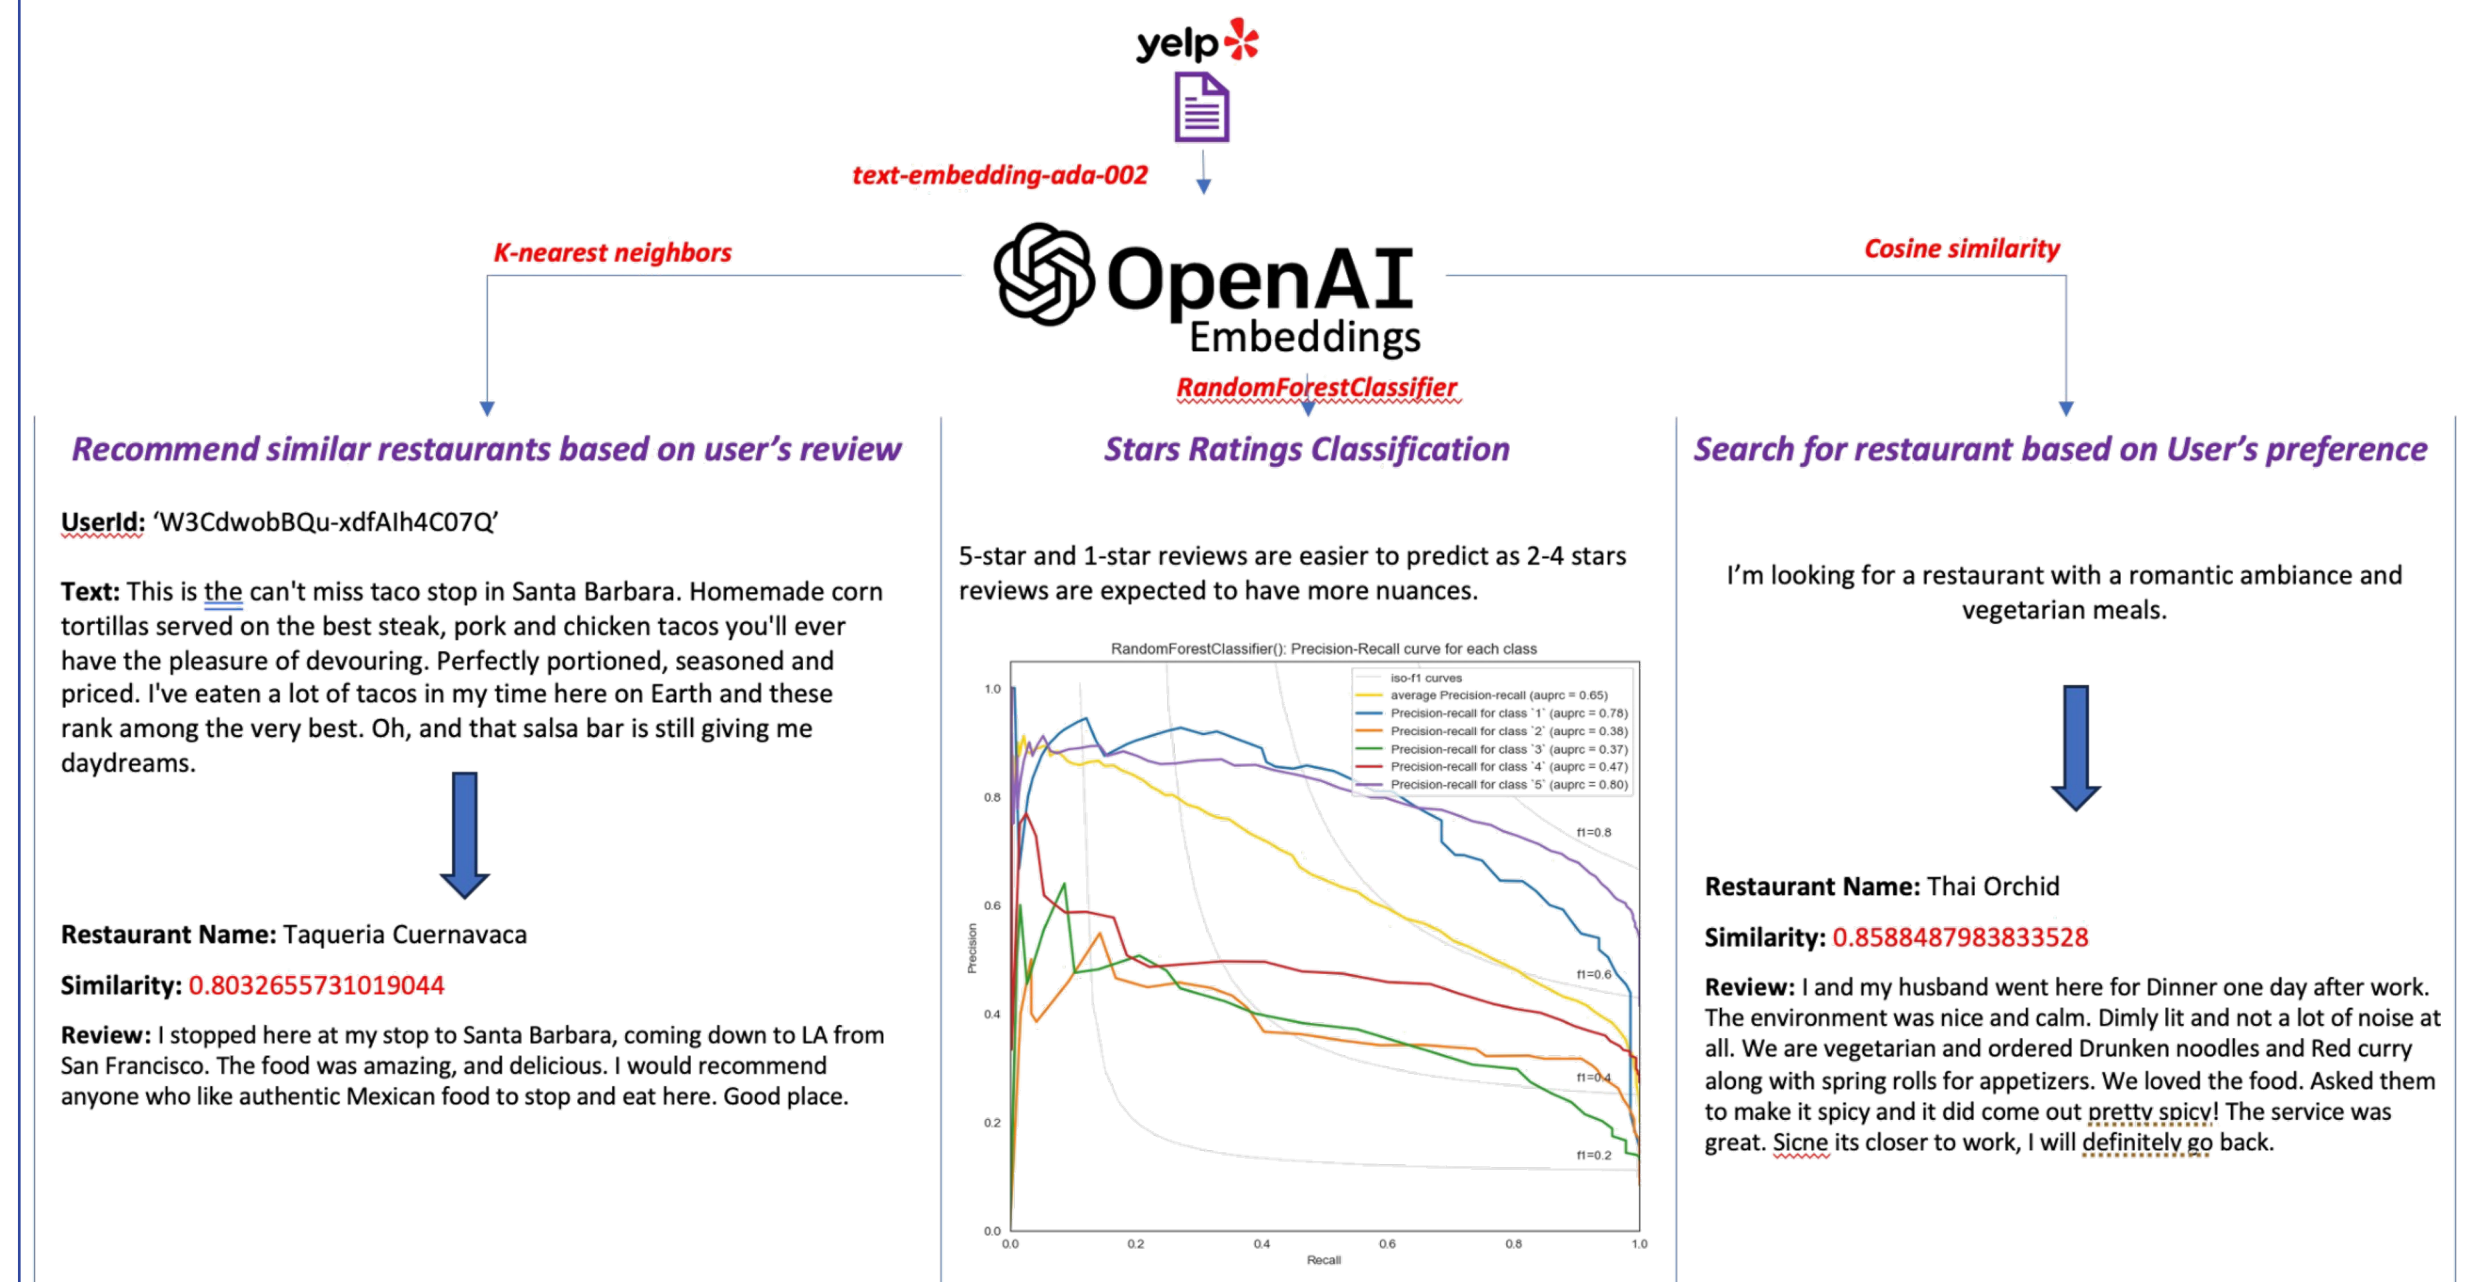 yelp
text-embedding-ada-002
K-nearest neighbors
OpenAI
Embeddings
Cosine similarity
RandomForestClassifier
Recommend similar restaurants based on user's review
UserId: ‘W3CdwobBQu-xdfAIh4C07Q’
Text: This is the can't miss taco stop in Santa Barbara. Homemade corn
tortillas served on the best steak, pork and chicken tacos you'll ever
have the pleasure of devouring. Perfectly portioned, seasoned and
priced. I've eaten a lot of tacos in my time here on Earth and these
rank among the very best. Oh, and that salsa bar is still giving me
daydreams.
Restaurant Name: Taqueria Cuernavaca
Similarity: 0.8032655731019044
Review: I stopped here at my stop to Santa Barbara, coming down to LA from
San Francisco. The food was amazing, and delicious. I would recommend
anyone who like authentic Mexican food to stop and eat here. Good place.
Stars Ratings Classification
5-star and 1-star reviews are easier to predict as 2-4 stars
reviews are expected to have more nuances.
RandomForestClassifier(): Precision-Recall curve for each class
iso-f1 curves
average Precision-recall (auprc = 0.65)
Precision-recall for class `1` (auprc = 0.78)
Precision-recall for class `2` (auprc = 0.38)
Precision-recall for class `3` (auprc = 0.37)
Precision-recall for class `4` (auprc = 0.47)
Precision-recall for class `5` (auprc = 0.80)
f1=0.8
f1=0.6
f1=0.4
f1=0.2
1.0
0.8
0.6
0.4
0.2
0.0
Precision
0.0 0.2 0.4 0.6 0.8 1.0
Recall
Search for restaurant based on User's preference
I'm looking for a restaurant with a romantic ambiance and
vegetarian meals.
Restaurant Name: Thai Orchid
Similarity: 0.8588487983833528
Review: I and my husband went here for Dinner one day after work.
The environment was nice and calm. Dimly lit and not a lot of noise at
all. We are vegetarian and ordered Drunken noodles and Red curry
along with spring rolls for appetizers. We loved the food. Asked them
to make it spicy and it did come out pretty spicy! The service was
great. Sicne its closer to work, I will definitely go back.